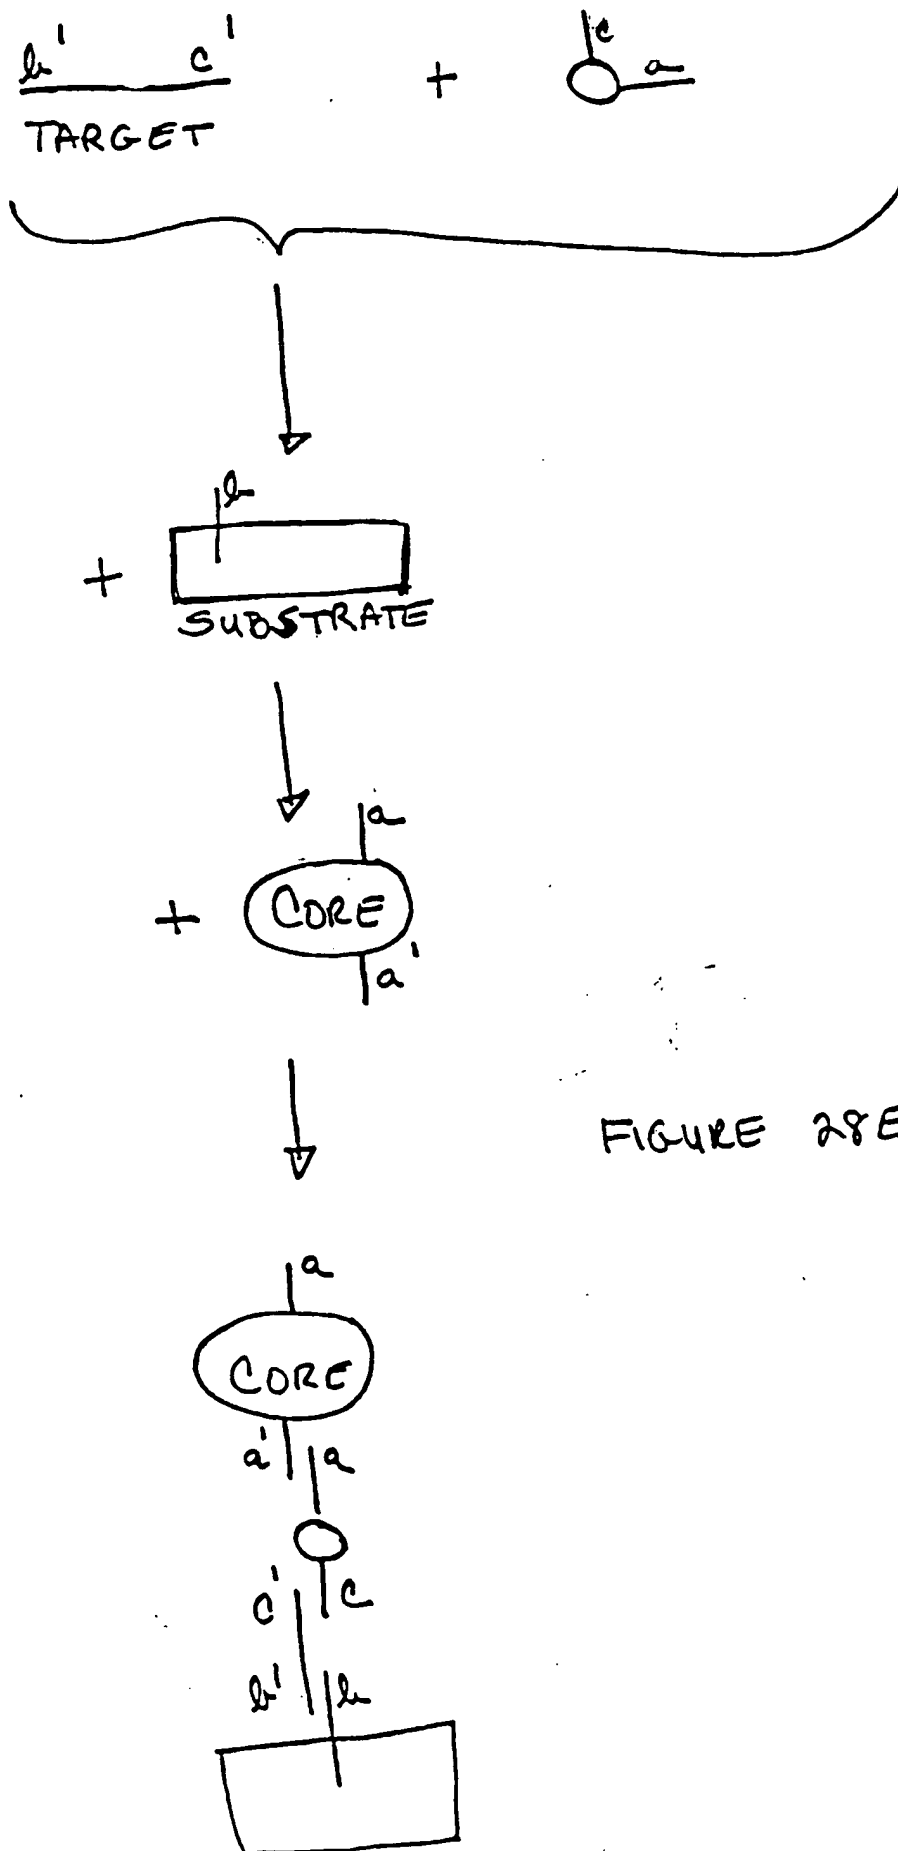 b' c' + c a
TARGET
b
+
SUBSTRATE
a
+ CORE
a'
FIGURE 28E
a
CORE
a' a
c' c
b' b